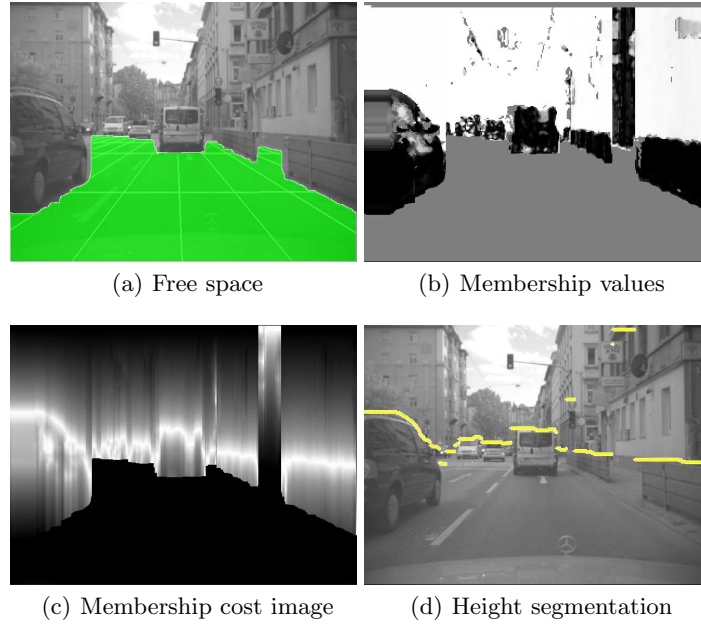 (a) Free space
(b) Membership values
(c) Membership cost image
(d) Height segmentation